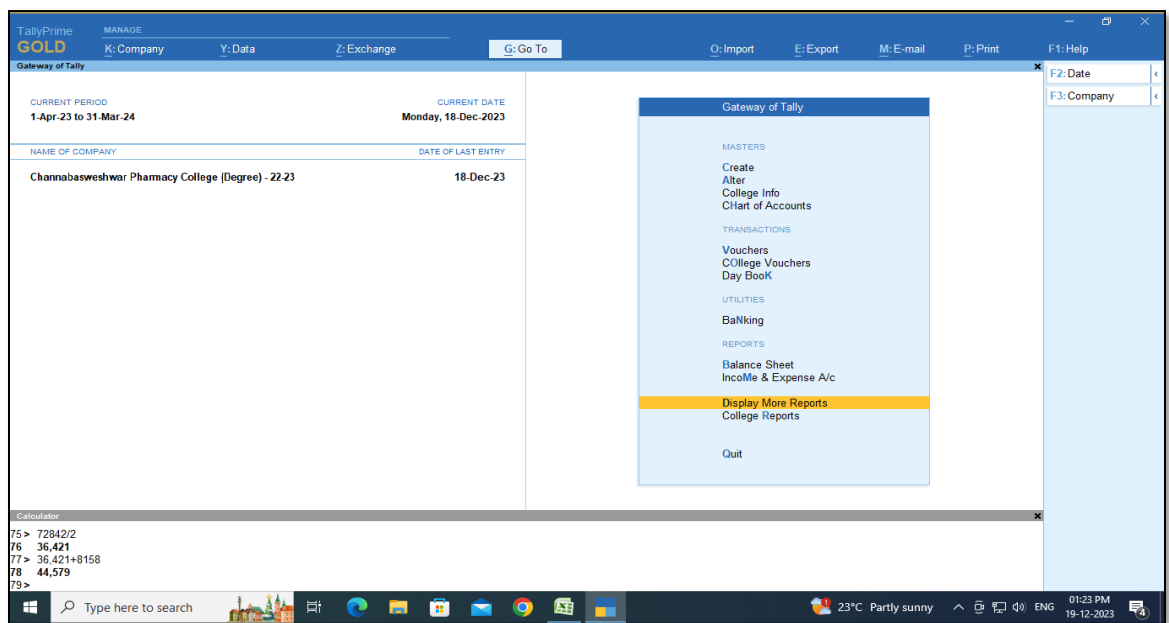 TallyPrime
GOLD
MANAGE
K: Company Y: Data Z: Exchange G: Go To O: Import E: Export M: E-mail P: Print F1: Help
Gateway of Tally
F2: Date
F3: Company
CURRENT PERIOD CURRENT DATE
1-Apr-23 to 31-Mar-24 Monday, 18-Dec-2023
NAME OF COMPANY DATE OF LAST ENTRY
Channabasweshwar Pharmacy College (Degree) - 22-23 18-Dec-23
Gateway of Tally
MASTERS
Create
Alter
College Info
CHart of Accounts
TRANSACTIONS
Vouchers
COllege Vouchers
Day BooK
UTILITIES
BaNking
REPORTS
Balance Sheet
IncoMe & Expense A/c
Display More Reports
College Reports
Quit
Calculator
75> 72842/2
76 36,421
77> 36,421+8158
78 44,579
79>
Type here to search 23°C Partly sunny ENG 01:23 PM
19-12-2023
4